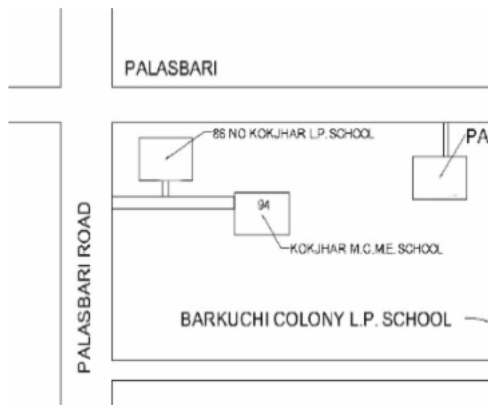 PALASBARI
86 NO KOKJHAR L.P. SCHOOL
PA
94
KOKJHAR M.C.M.E. SCHOOL
PALASBARI ROAD
BARKUCHI COLONY L.P. SCHOOL